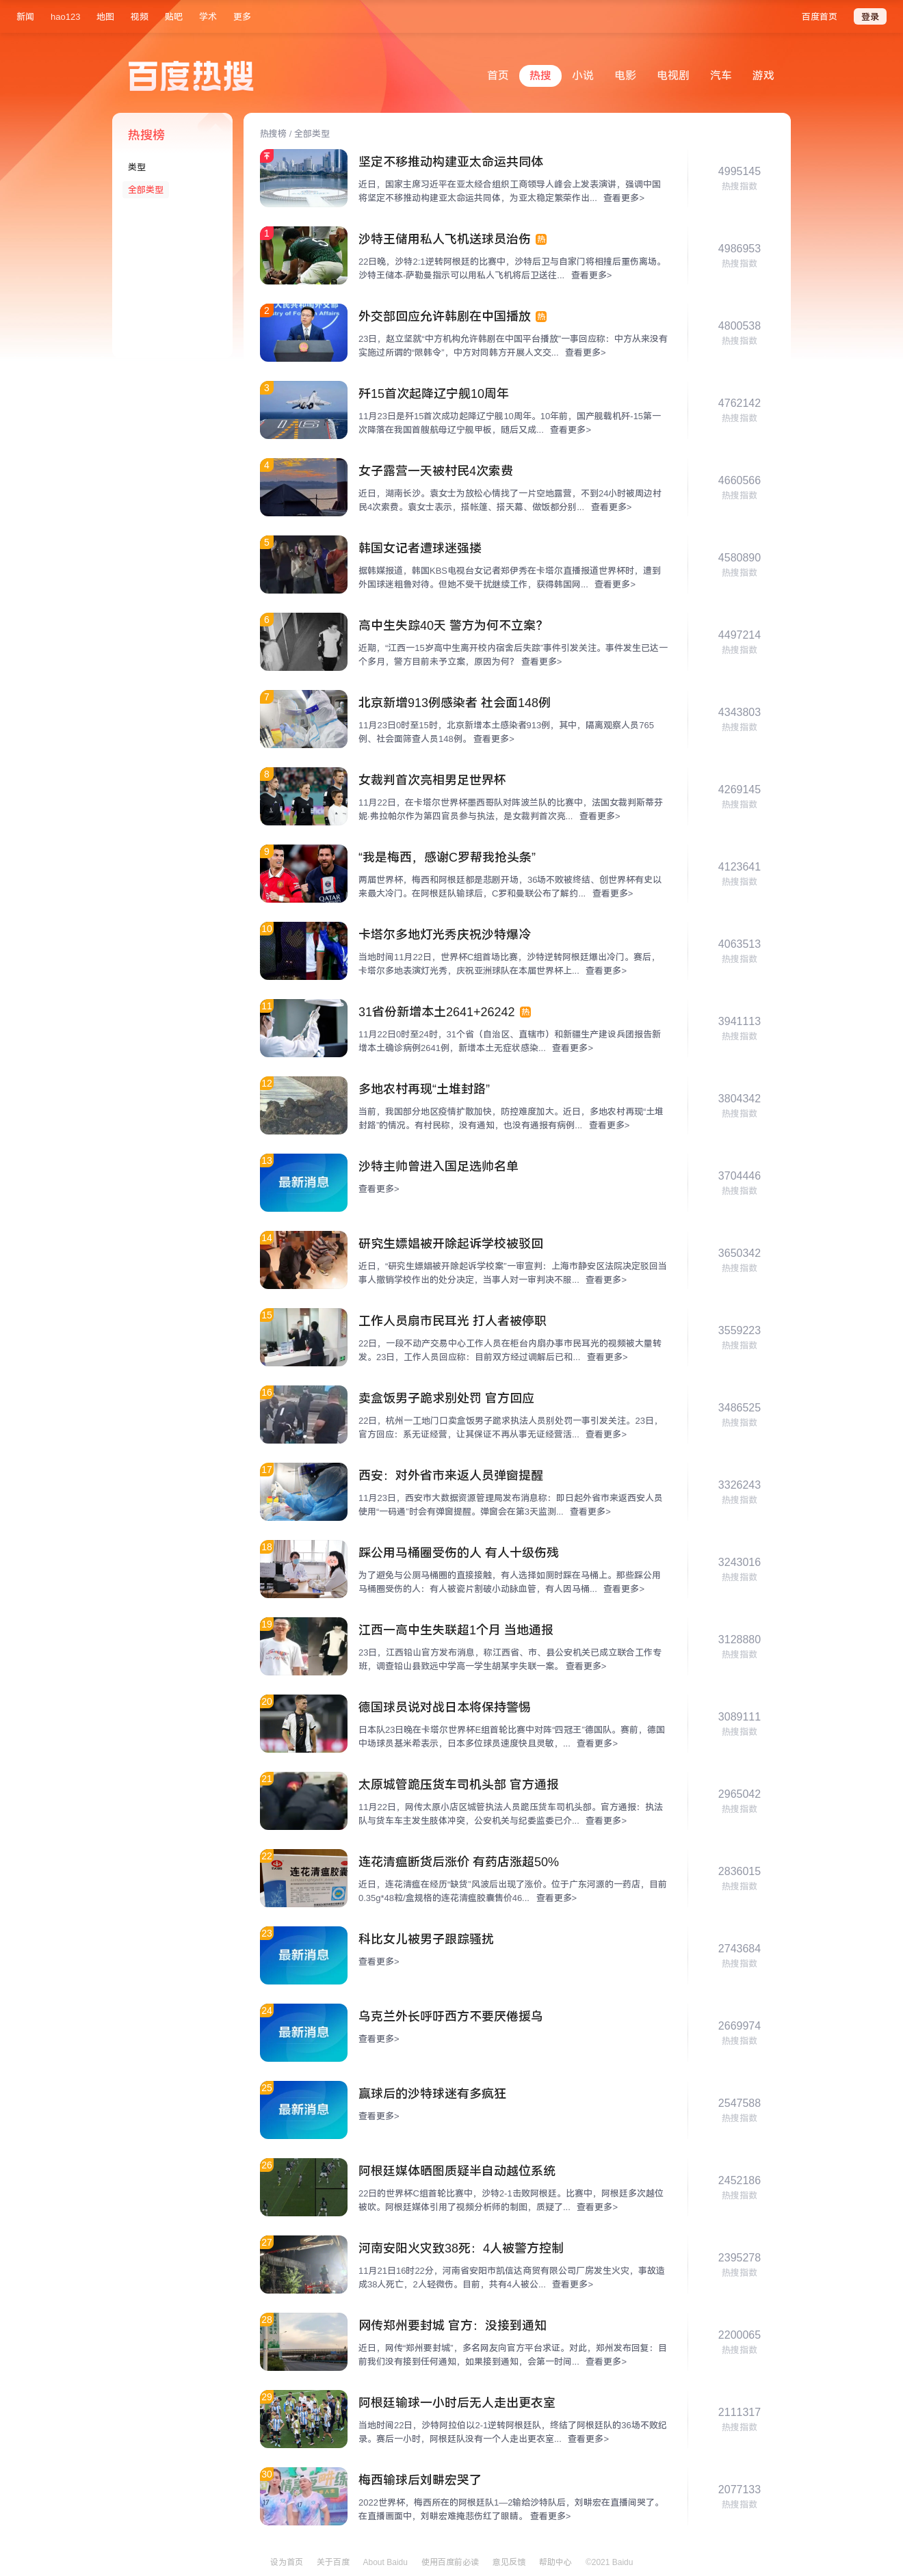 新闻 hao123 地图 视频 贴吧 学术 更多 百度首页 登录
百度热搜
首页 热搜 小说 电影 电视剧 汽车 游戏
热搜榜
类型
全部类型
热搜榜 / 全部类型
坚定不移推动构建亚太命运共同体
近日，国家主席习近平在亚太经合组织工商领导人峰会上发表演讲，强调中国
将坚定不移推动构建亚太命运共同体，为亚太稳定繁荣作出... 查看更多>
4995145
热搜指数
1
沙特王储用私人飞机送球员治伤 热
22日晚，沙特2:1逆转阿根廷的比赛中，沙特后卫与自家门将相撞后重伤离场。
沙特王储本·萨勒曼指示可以用私人飞机将后卫送往... 查看更多>
4986953
热搜指数
2
外交部回应允许韩剧在中国播放 热
23日，赵立坚就“中方机构允许韩剧在中国平台播放”一事回应称：中方从来没有
实施过所谓的“限韩令”，中方对同韩方开展人文交... 查看更多>
4800538
热搜指数
3
歼15首次起降辽宁舰10周年
11月23日是歼15首次成功起降辽宁舰10周年。10年前，国产舰载机歼-15第一
次降落在我国首艘航母辽宁舰甲板，随后又成... 查看更多>
4762142
热搜指数
4
女子露营一天被村民4次索费
近日，湖南长沙。袁女士为放松心情找了一片空地露营，不到24小时被周边村
民4次索费。袁女士表示，搭帐篷、搭天幕、做饭都分别... 查看更多>
4660566
热搜指数
5
韩国女记者遭球迷强搂
据韩媒报道，韩国KBS电视台女记者郑伊秀在卡塔尔直播报道世界杯时，遭到
外国球迷粗鲁对待。但她不受干扰继续工作，获得韩国网... 查看更多>
4580890
热搜指数
6
高中生失踪40天 警方为何不立案？
近期，“江西一15岁高中生离开校内宿舍后失踪”事件引发关注。事件发生已达一
个多月，警方目前未予立案，原因为何？ 查看更多>
4497214
热搜指数
7
北京新增913例感染者 社会面148例
11月23日0时至15时，北京新增本土感染者913例，其中，隔离观察人员765
例、社会面筛查人员148例。 查看更多>
4343803
热搜指数
8
女裁判首次亮相男足世界杯
11月22日，在卡塔尔世界杯墨西哥队对阵波兰队的比赛中，法国女裁判斯蒂芬
妮·弗拉帕尔作为第四官员参与执法，是女裁判首次亮... 查看更多>
4269145
热搜指数
9
“我是梅西，感谢C罗帮我抢头条”
两届世界杯，梅西和阿根廷都是悲剧开场，36场不败被终结、创世界杯有史以
来最大冷门。在阿根廷队输球后，C罗和曼联公布了解约... 查看更多>
4123641
热搜指数
10
卡塔尔多地灯光秀庆祝沙特爆冷
当地时间11月22日，世界杯C组首场比赛，沙特逆转阿根廷爆出冷门。赛后，
卡塔尔多地表演灯光秀，庆祝亚洲球队在本届世界杯上... 查看更多>
4063513
热搜指数
11
31省份新增本土2641+26242 热
11月22日0时至24时，31个省（自治区、直辖市）和新疆生产建设兵团报告新
增本土确诊病例2641例，新增本土无症状感染... 查看更多>
3941113
热搜指数
12
多地农村再现“土堆封路”
当前，我国部分地区疫情扩散加快，防控难度加大。近日，多地农村再现“土堆
封路”的情况。有村民称，没有通知，也没有通报有病例... 查看更多>
3804342
热搜指数
13
最新消息
沙特主帅曾进入国足选帅名单
查看更多>
3704446
热搜指数
14
研究生嫖娼被开除起诉学校被驳回
近日，“研究生嫖娼被开除起诉学校案”一审宣判：上海市静安区法院决定驳回当
事人撤销学校作出的处分决定，当事人对一审判决不服... 查看更多>
3650342
热搜指数
15
工作人员扇市民耳光 打人者被停职
22日，一段不动产交易中心工作人员在柜台内扇办事市民耳光的视频被大量转
发。23日，工作人员回应称：目前双方经过调解后已和... 查看更多>
3559223
热搜指数
16
卖盒饭男子跪求别处罚 官方回应
22日，杭州一工地门口卖盒饭男子跪求执法人员别处罚一事引发关注。23日，
官方回应：系无证经营，让其保证不再从事无证经营活... 查看更多>
3486525
热搜指数
17
西安：对外省市来返人员弹窗提醒
11月23日，西安市大数据资源管理局发布消息称：即日起外省市来返西安人员
使用“一码通”时会有弹窗提醒。弹窗会在第3天监测... 查看更多>
3326243
热搜指数
18
踩公用马桶圈受伤的人 有人十级伤残
为了避免与公厕马桶圈的直接接触，有人选择如厕时踩在马桶上。那些踩公用
马桶圈受伤的人：有人被瓷片割破小动脉血管，有人因马桶... 查看更多>
3243016
热搜指数
19
江西一高中生失联超1个月 当地通报
23日，江西铅山官方发布消息，称江西省、市、县公安机关已成立联合工作专
班，调查铅山县致远中学高一学生胡某宇失联一案。 查看更多>
3128880
热搜指数
20
德国球员说对战日本将保持警惕
日本队23日晚在卡塔尔世界杯E组首轮比赛中对阵“四冠王”德国队。赛前，德国
中场球员基米希表示，日本多位球员速度快且灵敏，... 查看更多>
3089111
热搜指数
21
太原城管跪压货车司机头部 官方通报
11月22日，网传太原小店区城管执法人员跪压货车司机头部。官方通报：执法
队与货车车主发生肢体冲突，公安机关与纪委监委已介... 查看更多>
2965042
热搜指数
22
连花清瘟胶囊
连花清瘟断货后涨价 有药店涨超50%
近日，连花清瘟在经历“缺货”风波后出现了涨价。位于广东河源的一药店，目前
0.35g*48粒/盒规格的连花清瘟胶囊售价46... 查看更多>
2836015
热搜指数
23
最新消息
科比女儿被男子跟踪骚扰
查看更多>
2743684
热搜指数
24
最新消息
乌克兰外长呼吁西方不要厌倦援乌
查看更多>
2669974
热搜指数
25
最新消息
赢球后的沙特球迷有多疯狂
查看更多>
2547588
热搜指数
26
阿根廷媒体晒图质疑半自动越位系统
22日的世界杯C组首轮比赛中，沙特2-1击败阿根廷。比赛中，阿根廷多次越位
被吹。阿根廷媒体引用了视频分析师的制图，质疑了... 查看更多>
2452186
热搜指数
27
河南安阳火灾致38死：4人被警方控制
11月21日16时22分，河南省安阳市凯信达商贸有限公司厂房发生火灾，事故造
成38人死亡，2人轻微伤。目前，共有4人被公... 查看更多>
2395278
热搜指数
28
网传郑州要封城 官方：没接到通知
近日，网传“郑州要封城”，多名网友向官方平台求证。对此，郑州发布回复：目
前我们没有接到任何通知，如果接到通知，会第一时间... 查看更多>
2200065
热搜指数
29
阿根廷输球一小时后无人走出更衣室
当地时间22日，沙特阿拉伯以2-1逆转阿根廷队，终结了阿根廷队的36场不败纪
录。赛后一小时，阿根廷队没有一个人走出更衣室... 查看更多>
2111317
热搜指数
30
梅西输球后刘畊宏哭了
2022世界杯，梅西所在的阿根廷队1—2输给沙特队后，刘畊宏在直播间哭了。
在直播画面中，刘畊宏难掩悲伤红了眼睛。 查看更多>
2077133
热搜指数
设为首页 关于百度 About Baidu 使用百度前必读 意见反馈 帮助中心 ©2021 Baidu